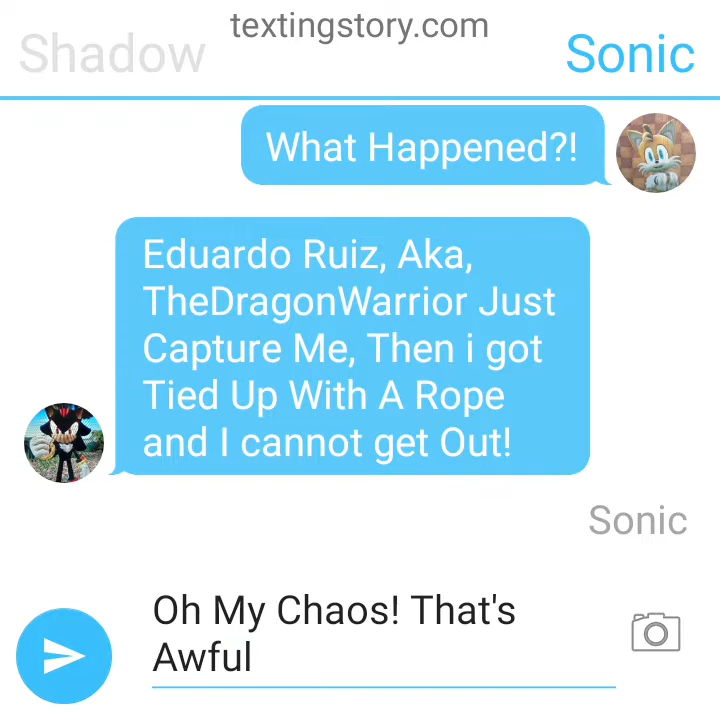 textingstory.com
Shadow
Sonic
What Happened?!
Eduardo Ruiz, Aka,
TheDragonWarrior Just
Capture Me, Then i got
Tied Up With A Rope
and I cannot get Out!
Sonic
Oh My Chaos! That's
Awful